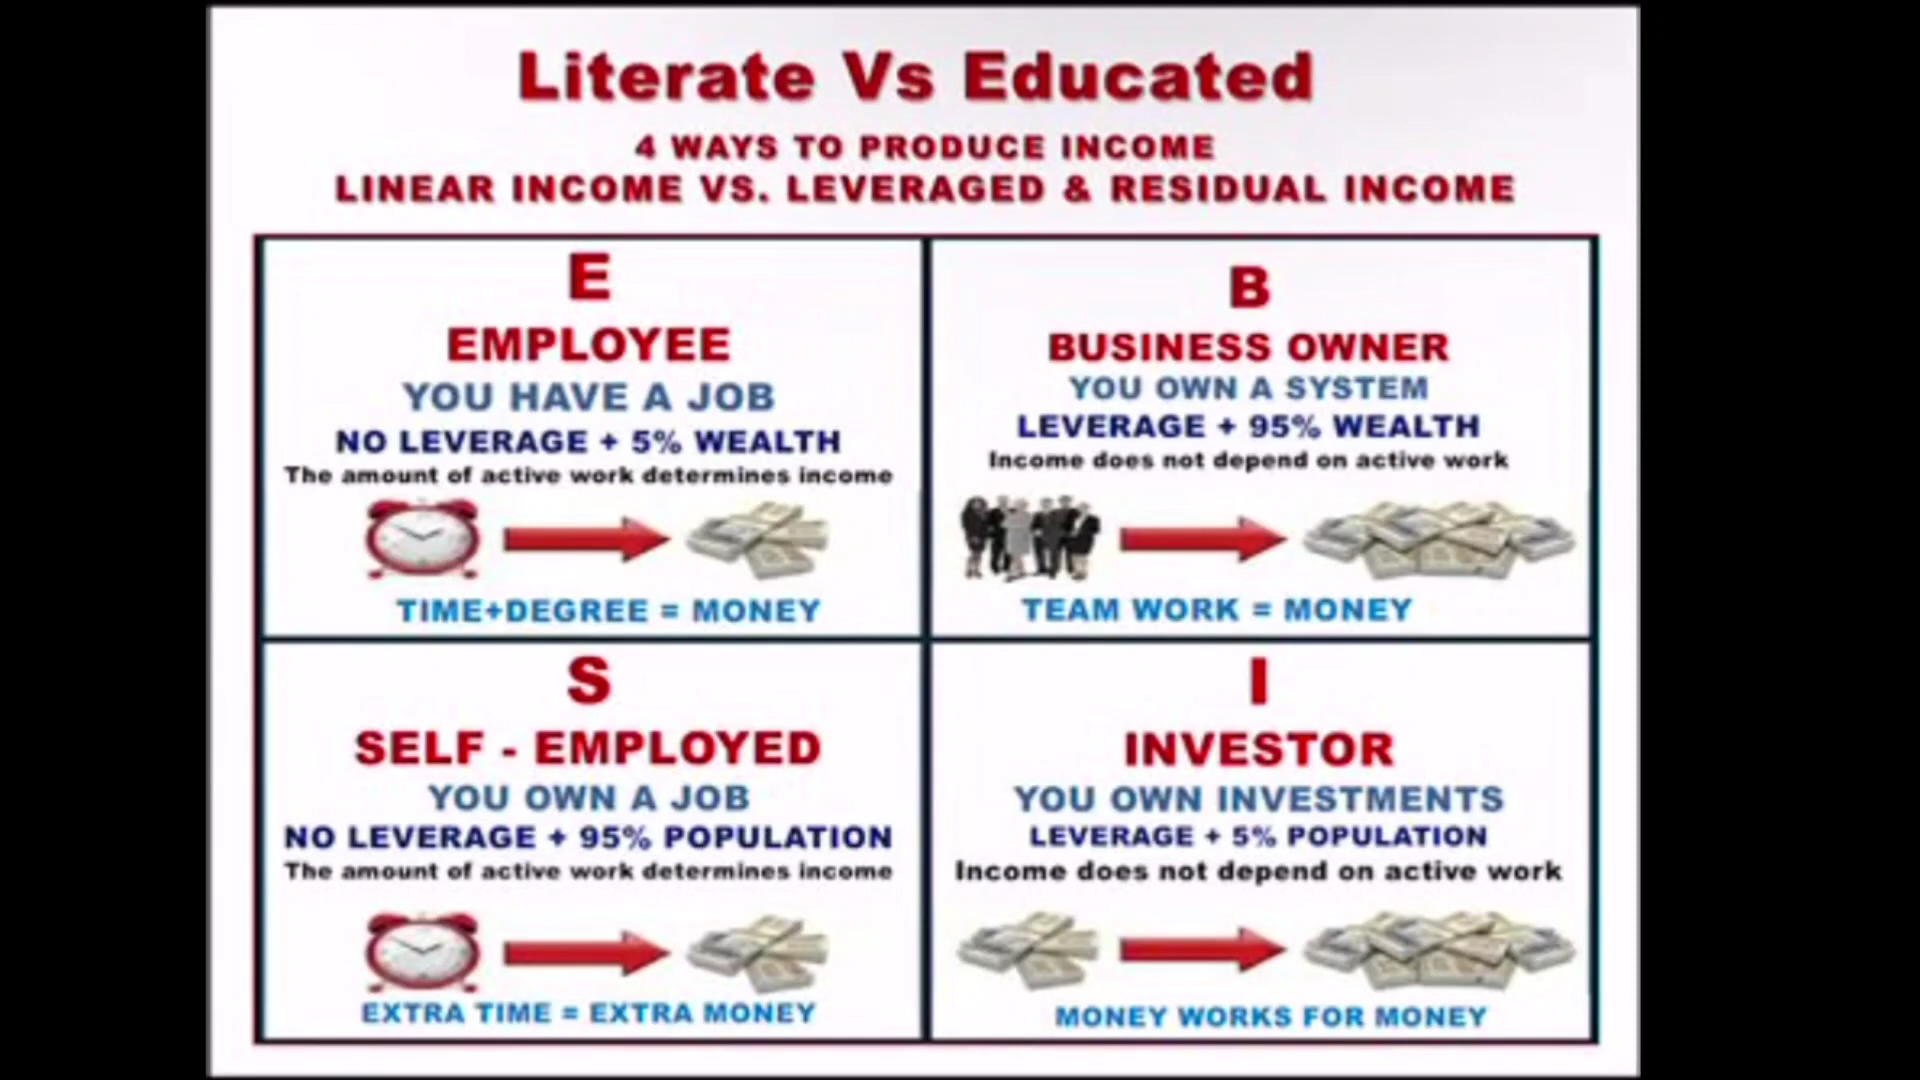 Literate Vs Educated
4 WAYS TO PRODUCE INCOME
LINEAR INCOME VS. LEVERAGED & RESIDUAL INCOME
E
EMPLOYEE
YOU HAVE A JOB
NO LEVERAGE + 5% WEALTH
The amount of active work determines income
TIME+DEGREE = MONEY
B
BUSINESS OWNER
YOU OWN A SYSTEM
LEVERAGE + 95% WEALTH
Income does not depend on active work
TEAM WORK = MONEY
S
SELF - EMPLOYED
YOU OWN A JOB
NO LEVERAGE + 95% POPULATION
The amount of active work determines income
EXTRA TIME = EXTRA MONEY
I
INVESTOR
YOU OWN INVESTMENTS
LEVERAGE + 5% POPULATION
Income does not depend on active work
MONEY WORKS FOR MONEY